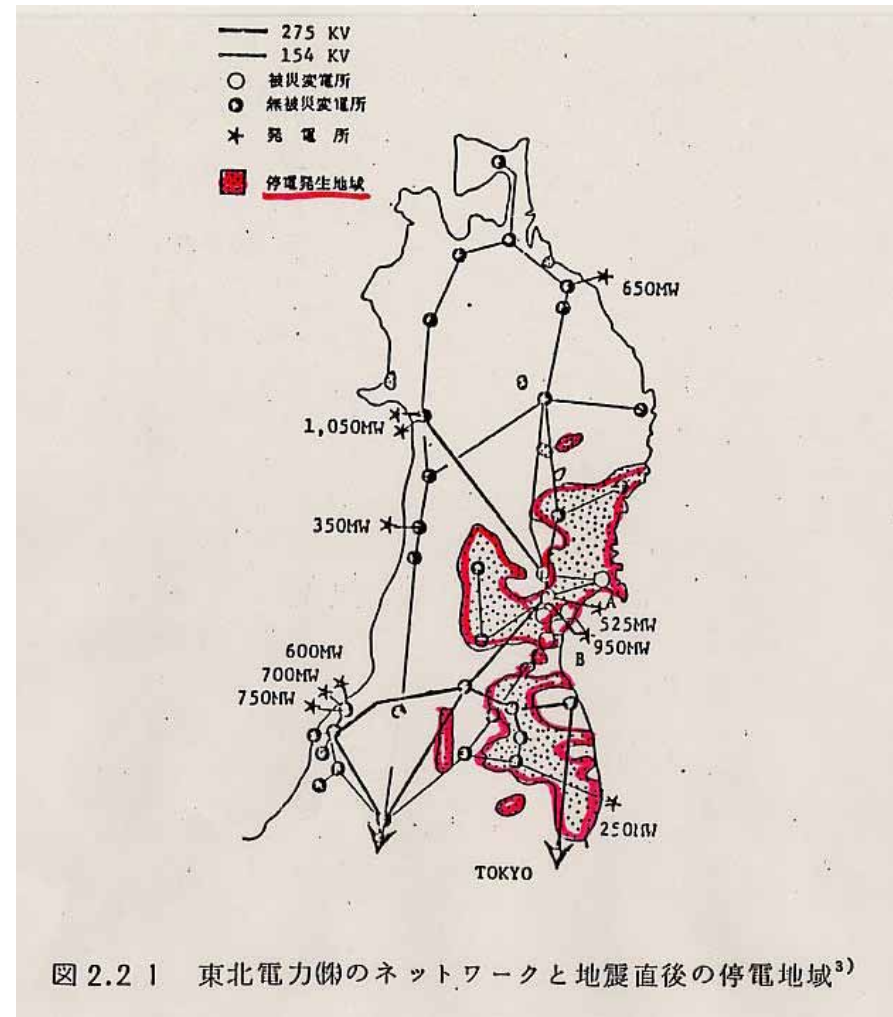 275 KV
154 KV
被災変電所
無被災変電所
発電所
停電発生地域
650MW
1,050MW
350MW
A
525MW
950MW
B
600MW
700MW
750MW
250MW
TOKYO
図2.21 東北電力(株)のネットワークと地震直後の停電地域3)